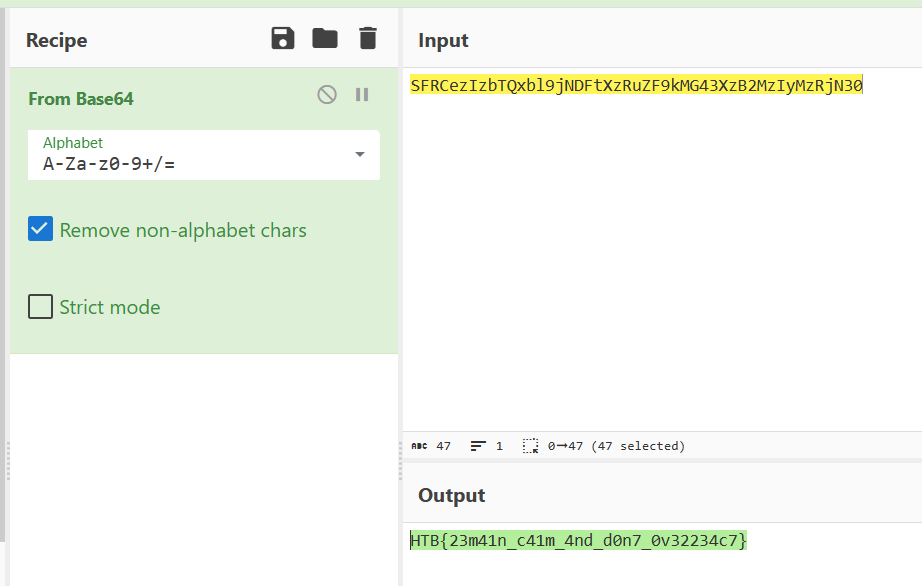 Recipe
From Base64
Alphabet
A-Za-z0-9+/=
Remove non-alphabet chars
Strict mode
Input
SFRCezIzbTQxbl9jNDFtXzRuZF9kMG43XzB2MzIyMzRjN30
ABC 47 1 0→47 (47 selected)
Output
HTB{23m41n_c41m_4nd_d0n7_0v32234c7}